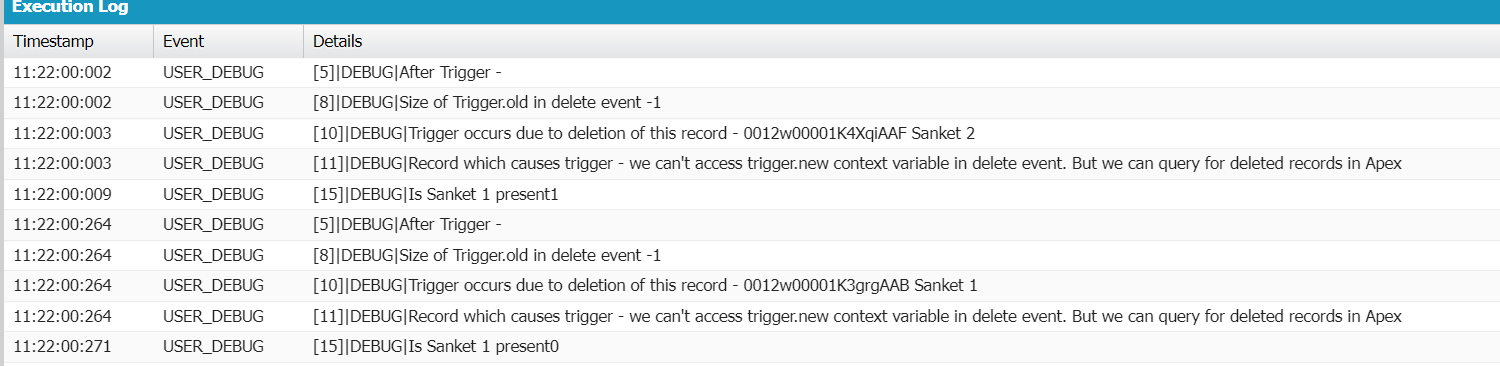 Execution Log
Timestamp Event Details
11:22:00:002 USER_DEBUG [5]|DEBUG|After Trigger -
11:22:00:002 USER_DEBUG [8]|DEBUG|Size of Trigger.old in delete event -1
11:22:00:003 USER_DEBUG [10]|DEBUG|Trigger occurs due to deletion of this record - 0012w00001K4XqiAAF Sanket 2
11:22:00:003 USER_DEBUG [11]|DEBUG|Record which causes trigger - we can't access trigger.new context variable in delete event. But we can query for deleted records in Apex
11:22:00:009 USER_DEBUG [15]|DEBUG|Is Sanket 1 present1
11:22:00:264 USER_DEBUG [5]|DEBUG|After Trigger -
11:22:00:264 USER_DEBUG [8]|DEBUG|Size of Trigger.old in delete event -1
11:22:00:264 USER_DEBUG [10]|DEBUG|Trigger occurs due to deletion of this record - 0012w00001K3grgAAB Sanket 1
11:22:00:264 USER_DEBUG [11]|DEBUG|Record which causes trigger - we can't access trigger.new context variable in delete event. But we can query for deleted records in Apex
11:22:00:271 USER_DEBUG [15]|DEBUG|Is Sanket 1 present0